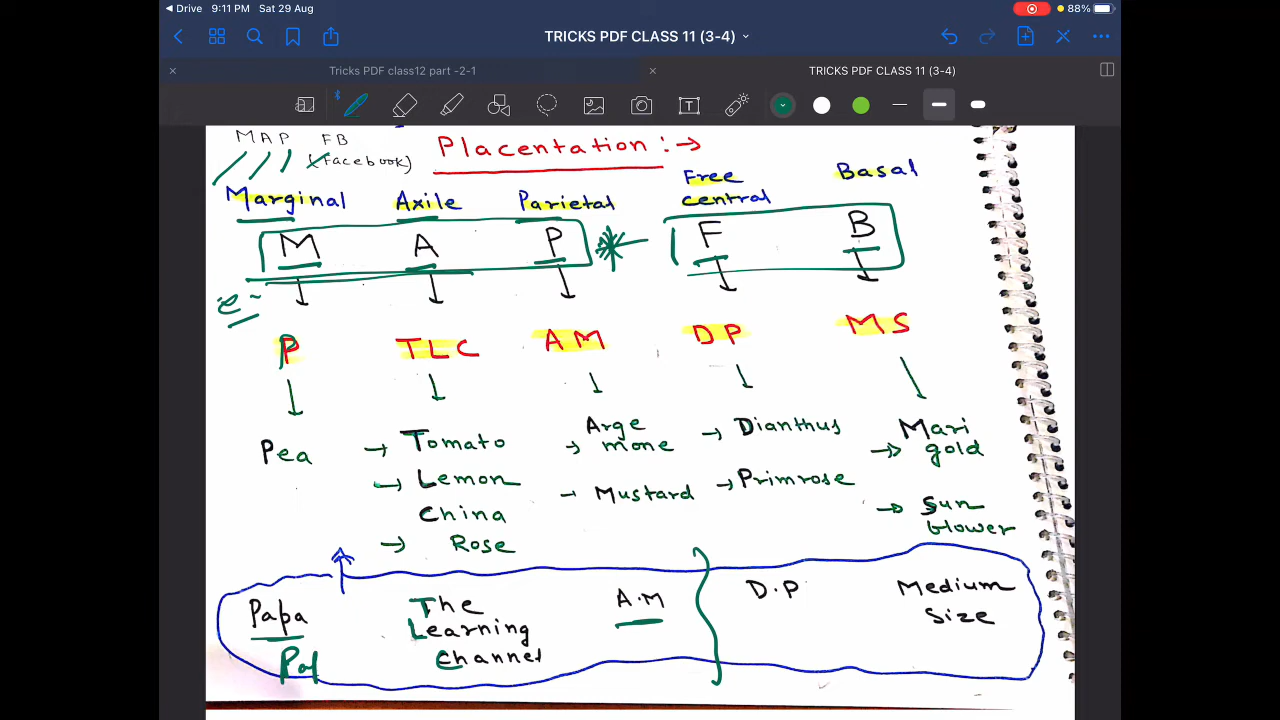 Drive 9:11 PM Sat 29 Aug 88%
TRICKS PDF CLASS 11 (3-4)
Tricks PDF class12 part -2-1 TRICKS PDF CLASS 11 (3-4)
MAP FB
(facebook)
Placentation :→
Marginal Axile Parietal Free central Basal
M A P F B
e~
P TLC AM DP MS
Pea
→ Tomato
→ Lemon
China
→ Rose
→ Arge
mone
- Mustard
→ Dianthus
→ Primrose
→ Mari
gold
→ Sun
blower
Papa
The
Learning
Channel
A.M
D.P
Medium
Size